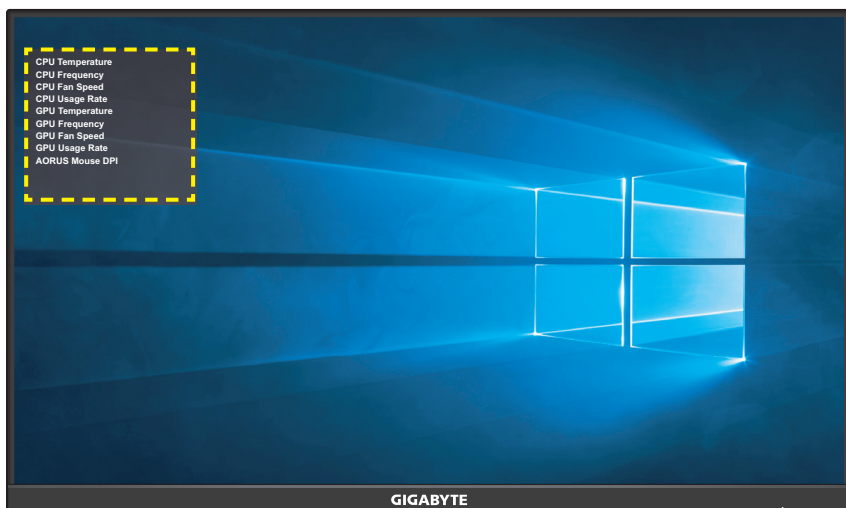 CPU Temperature
CPU Frequency
CPU Fan Speed
CPU Usage Rate
GPU Temperature
GPU Frequency
GPU Fan Speed
GPU Usage Rate
AORUS Mouse DPI
GIGABYTE